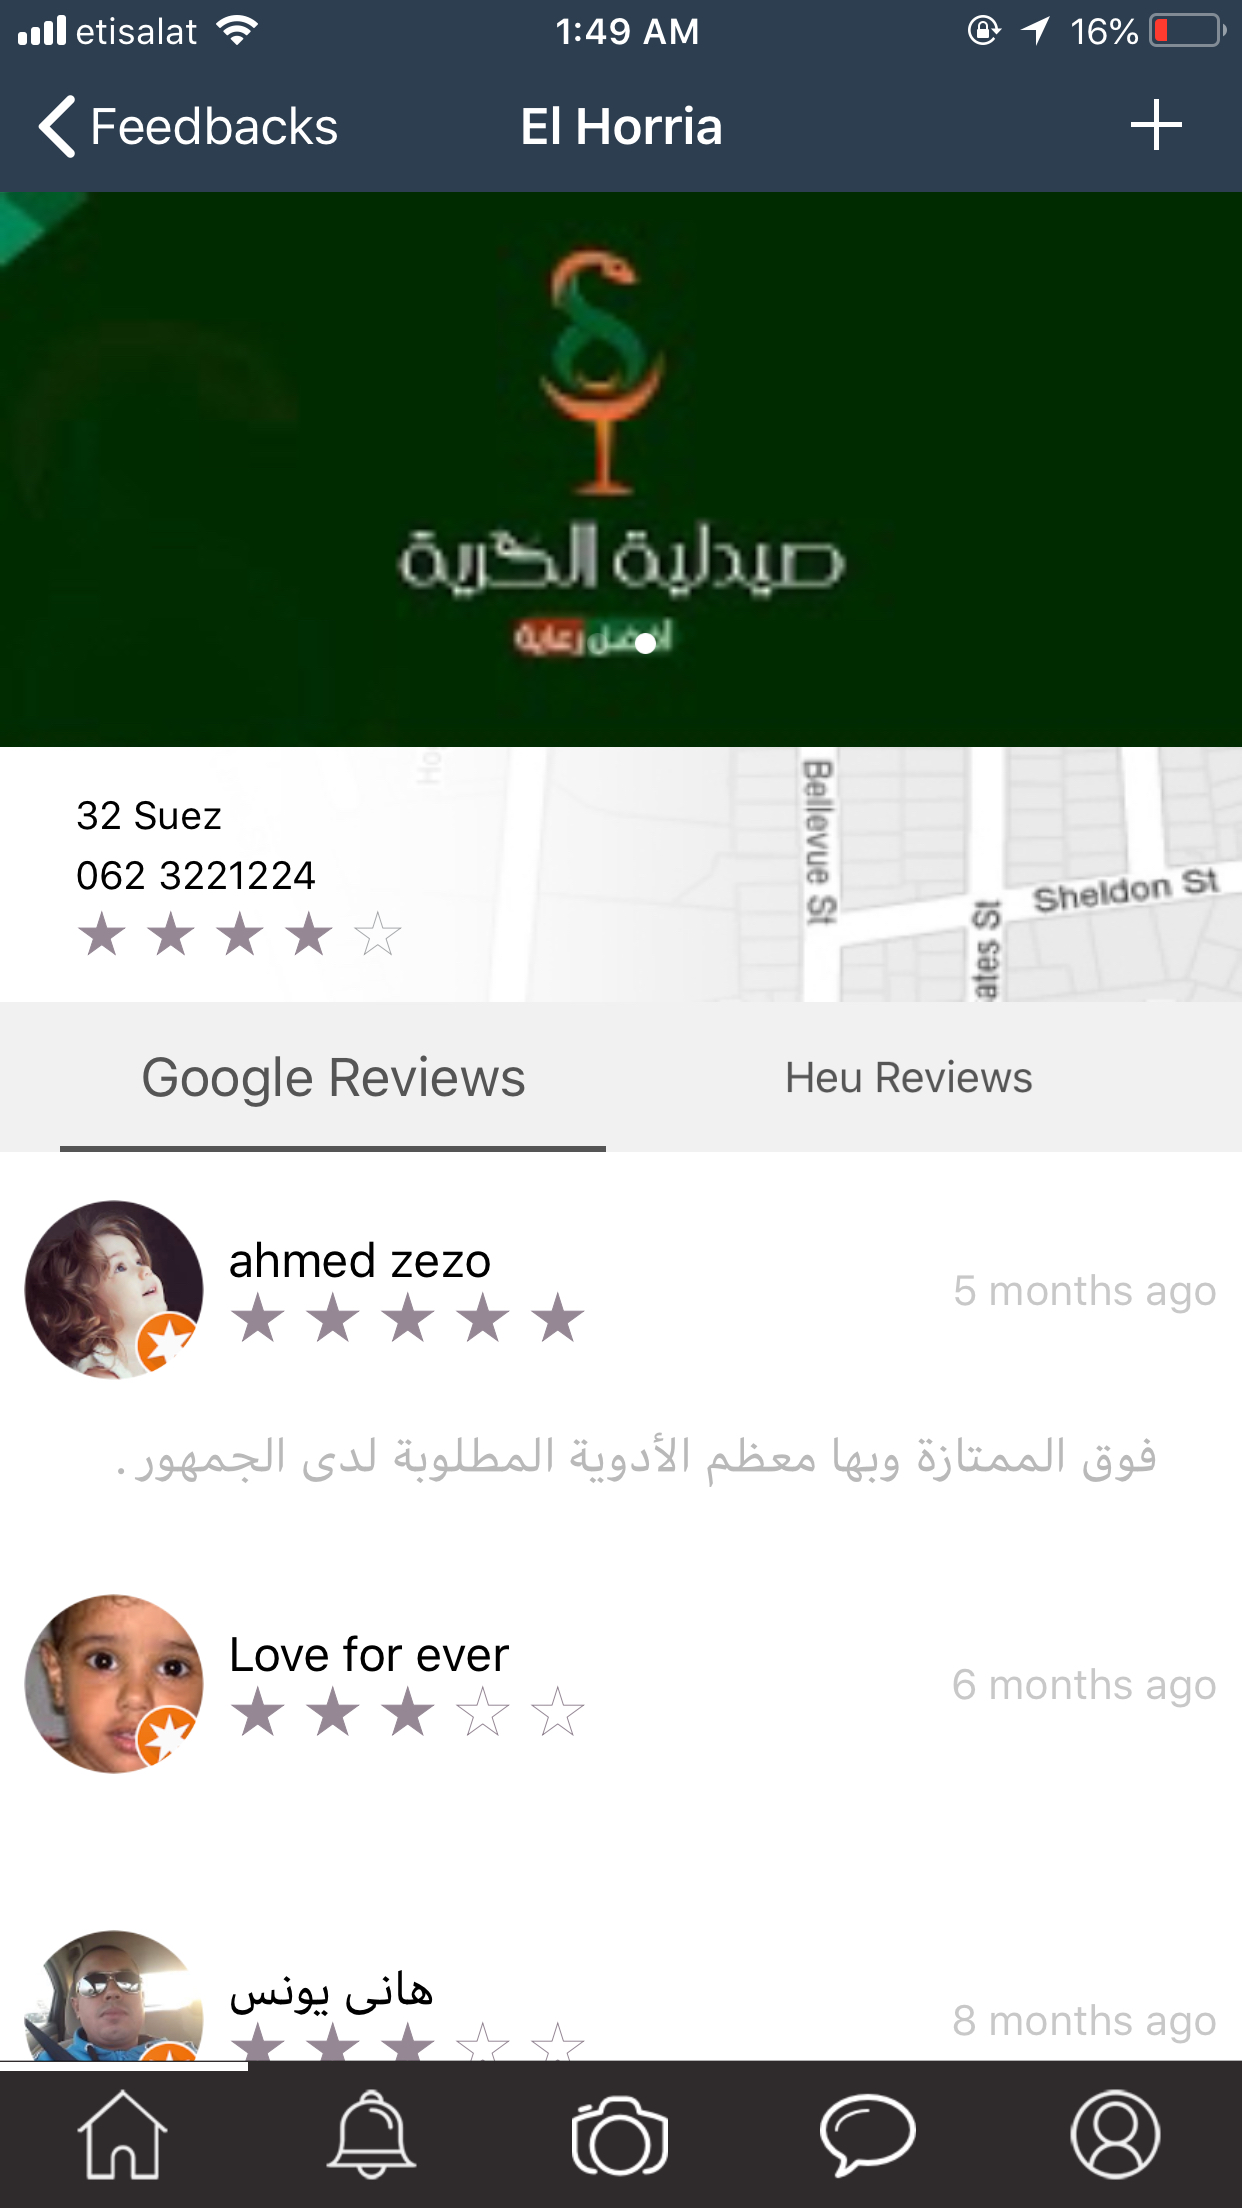 etisalat
1:49 AM
16%
Feedbacks
El Horria
صيدلية الحرية
أفضل رعاية
32 Suez
062 3221224
Bellevue St
Sheldon St
ates St
Ho
Google Reviews
Heu Reviews
ahmed zezo
5 months ago
فوق الممتازة وبها معظم الأدوية المطلوبة لدى الجمهور .
Love for ever
6 months ago
هانى يونس
8 months ago